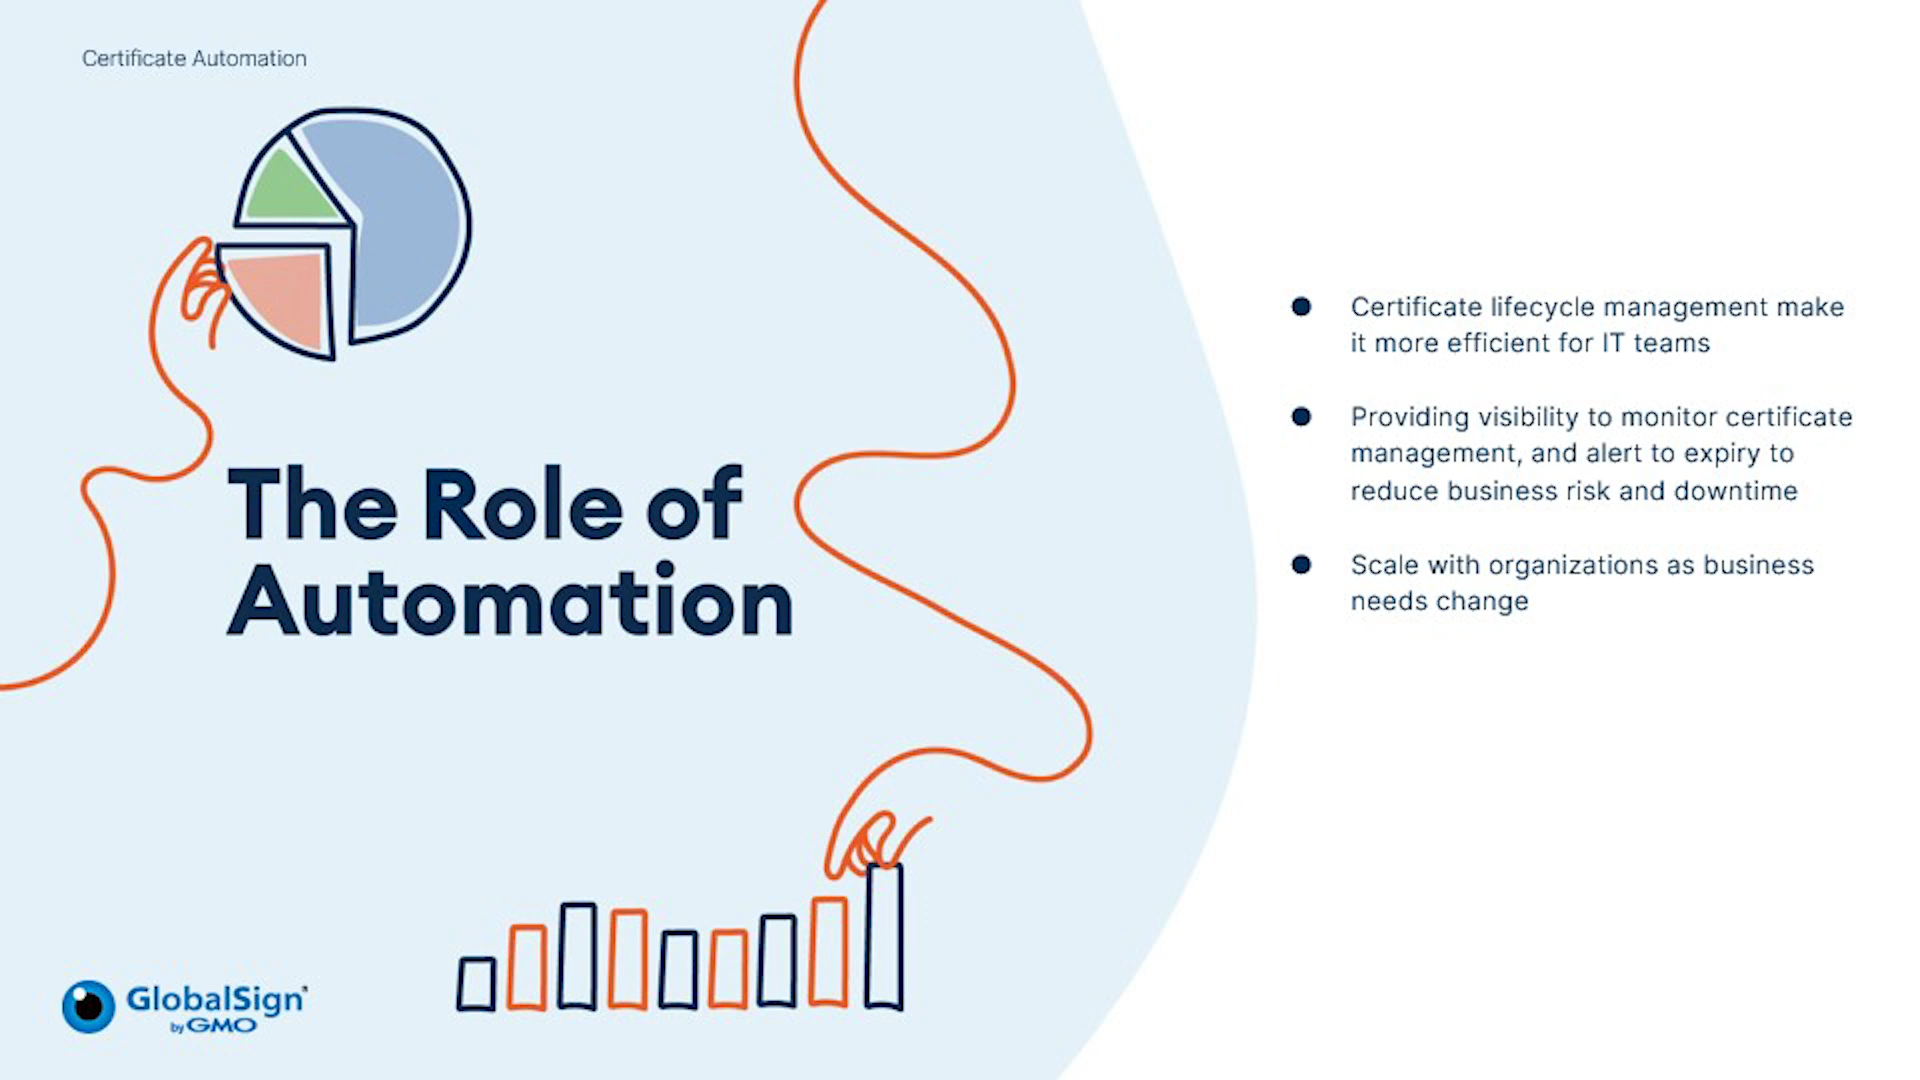 Certificate Automation
The Role of
Automation
Certificate lifecycle management make
it more efficient for IT teams
Providing visibility to monitor certificate
management, and alert to expiry to
reduce business risk and downtime
Scale with organizations as business
needs change
GlobalSign
by GMO